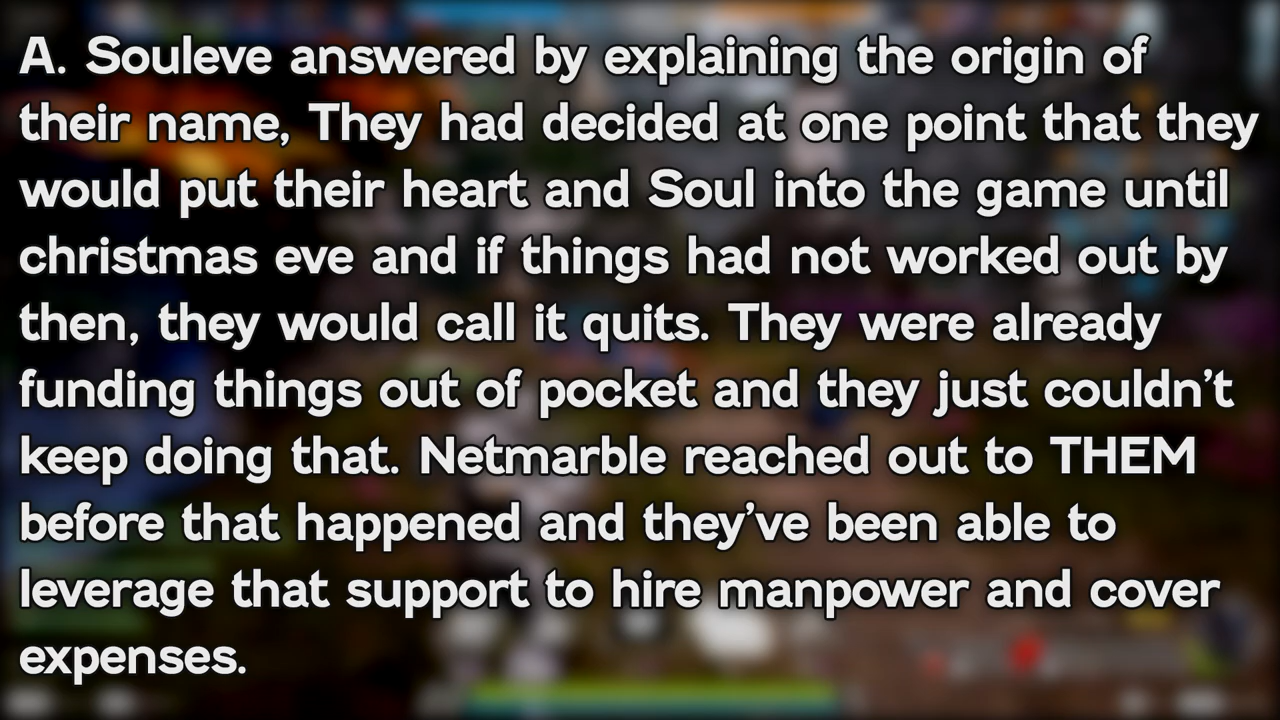 A. Souleve answered by explaining the origin of
their name, They had decided at one point that they
would put their heart and Soul into the game until
christmas eve and if things had not worked out by
then, they would call it quits. They were already
funding things out of pocket and they just couldn't
keep doing that. Netmarble reached out to THEM
before that happened and they've been able to
leverage that support to hire manpower and cover
expenses.